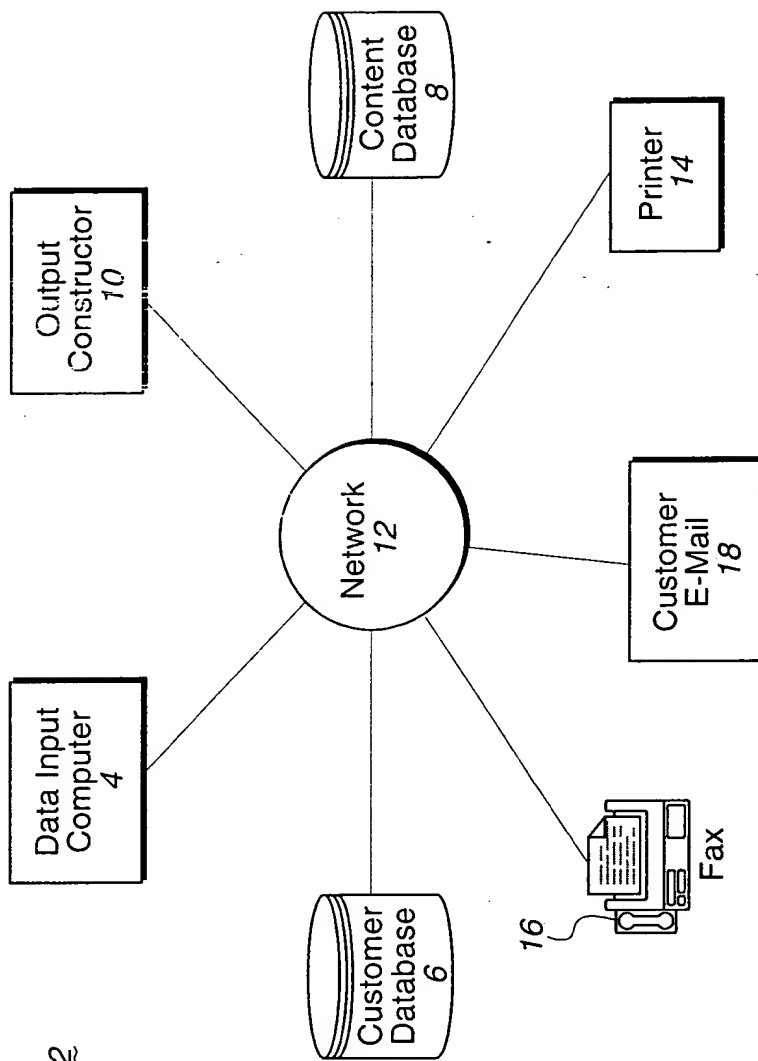 2
Data Input
Computer
4
Output
Constructor
10
Customer
Database
6
Network
12
Content
Database
8
16
Fax
Customer
E-Mail
18
Printer
14